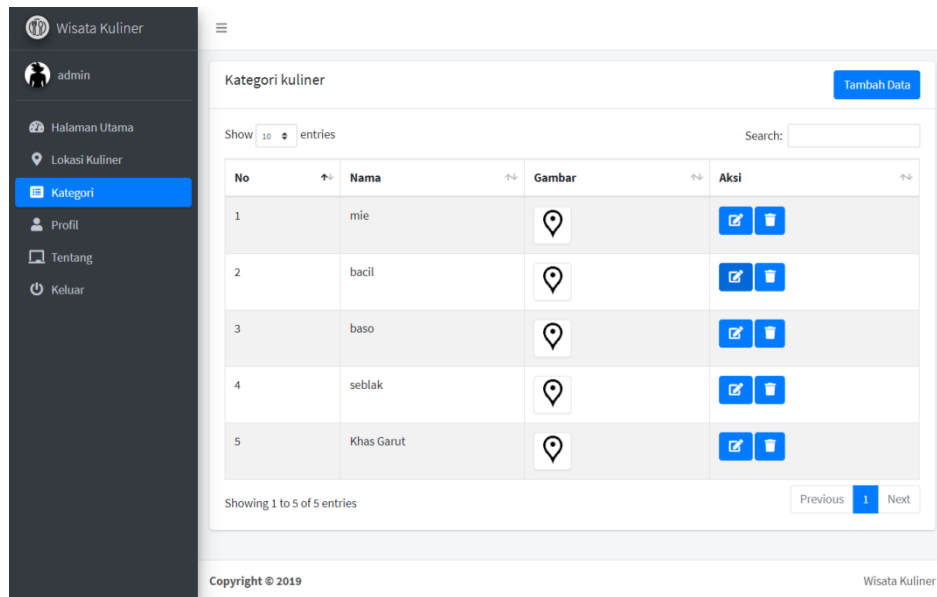 Wisata Kuliner
admin
Halaman Utama
Lokasi Kuliner
Kategori
Profil
Tentang
Keluar
Kategori kuliner
Tambah Data
Show 10 entries
Search:
No Nama Gambar Aksi
1 mie
2 bacil
3 baso
4 seblak
5 Khas Garut
Showing 1 to 5 of 5 entries
Previous 1 Next
Copyright © 2019
Wisata Kuliner